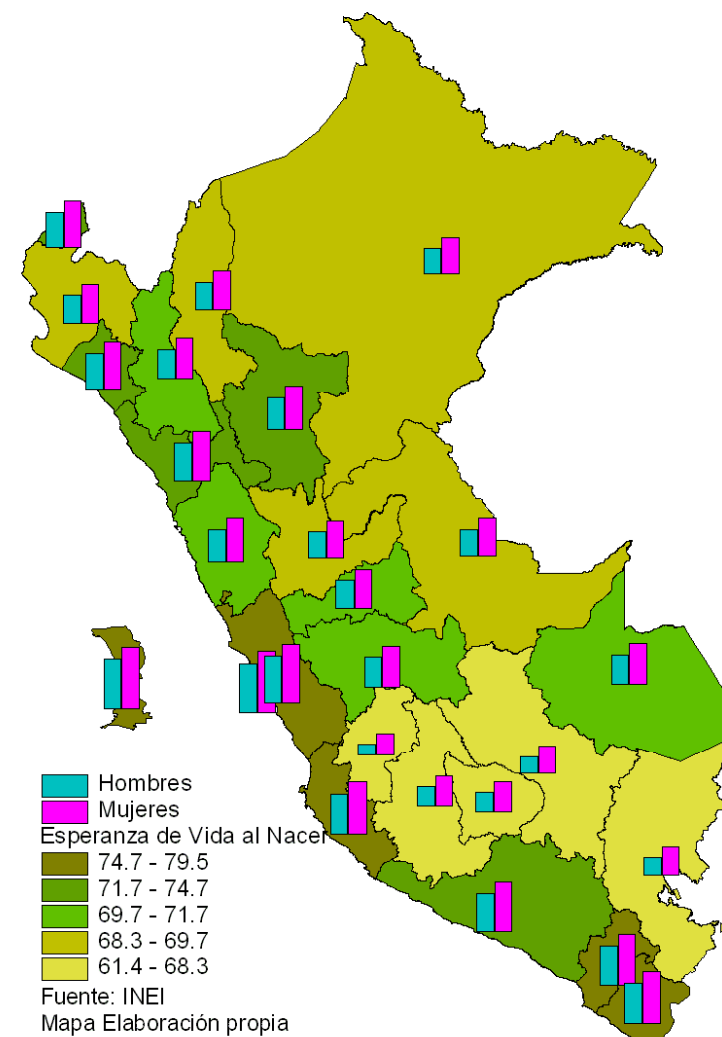 Hombres
Mujeres
Esperanza de Vida al Nacer
74.7 - 79.5
71.7 - 74.7
69.7 - 71.7
68.3 - 69.7
61.4 - 68.3
Fuente: INEI
Mapa Elaboración propia